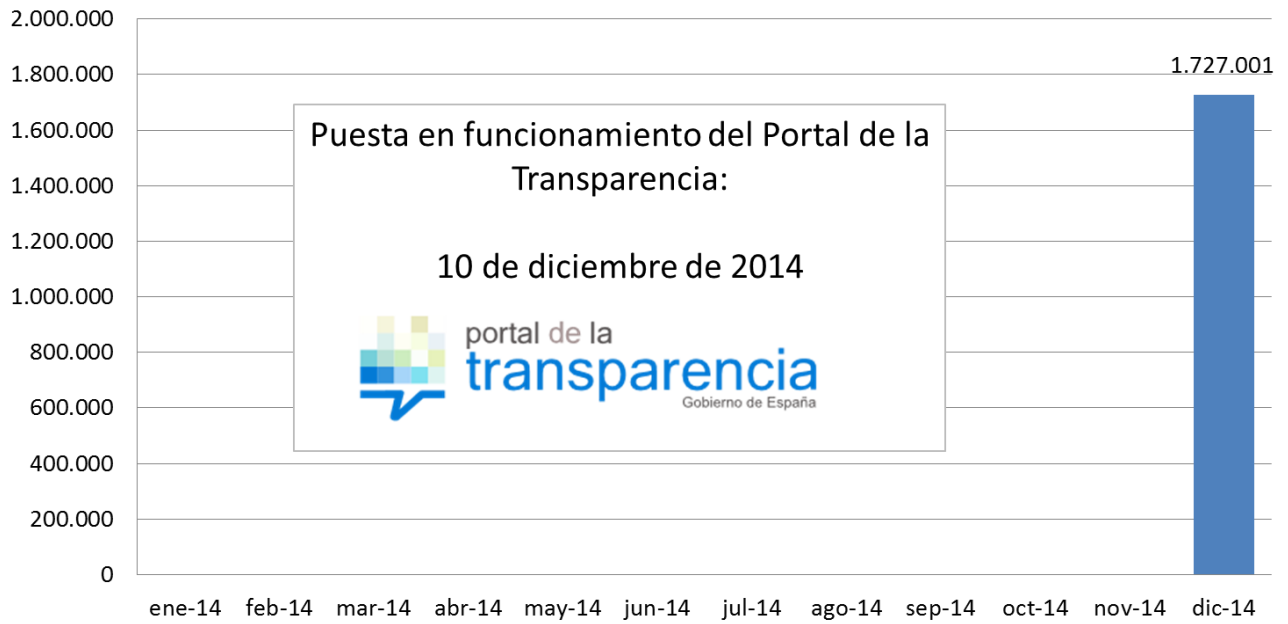 2.000.000
1.800.000
1.600.000
1.400.000
1.200.000
1.000.000
800.000
600.000
400.000
200.000
0
1.727.001
Puesta en funcionamiento del Portal de la
Transparencia:
10 de diciembre de 2014
portal de la
transparencia
Gobierno de España
ene-14 feb-14 mar-14 abr-14 may-14 jun-14 jul-14 ago-14 sep-14 oct-14 nov-14 dic-14